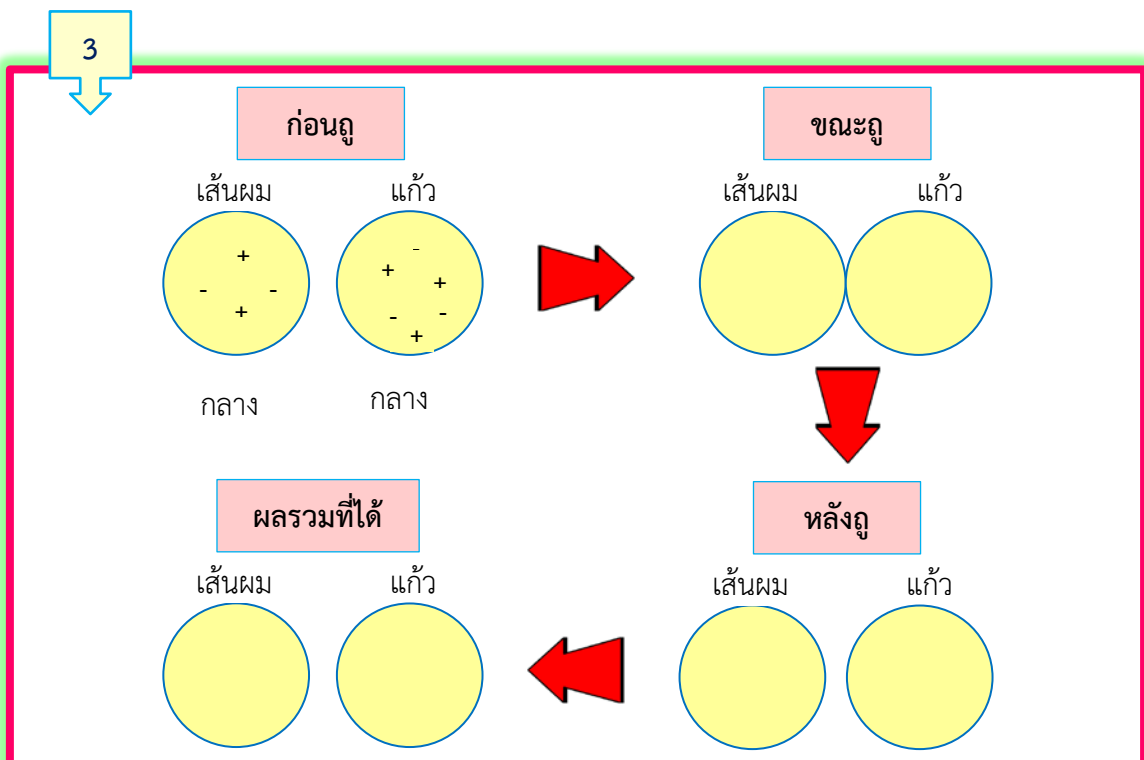 3
ก่อนถู
ขณะถู
เส้นผม
แก้ว
เส้นผม
แก้ว
+
-
-
+
-
+
+
-
-
+
กลาง
กลาง
ผลรวมที่ได้
หลังถู
เส้นผม
แก้ว
เส้นผม
แก้ว